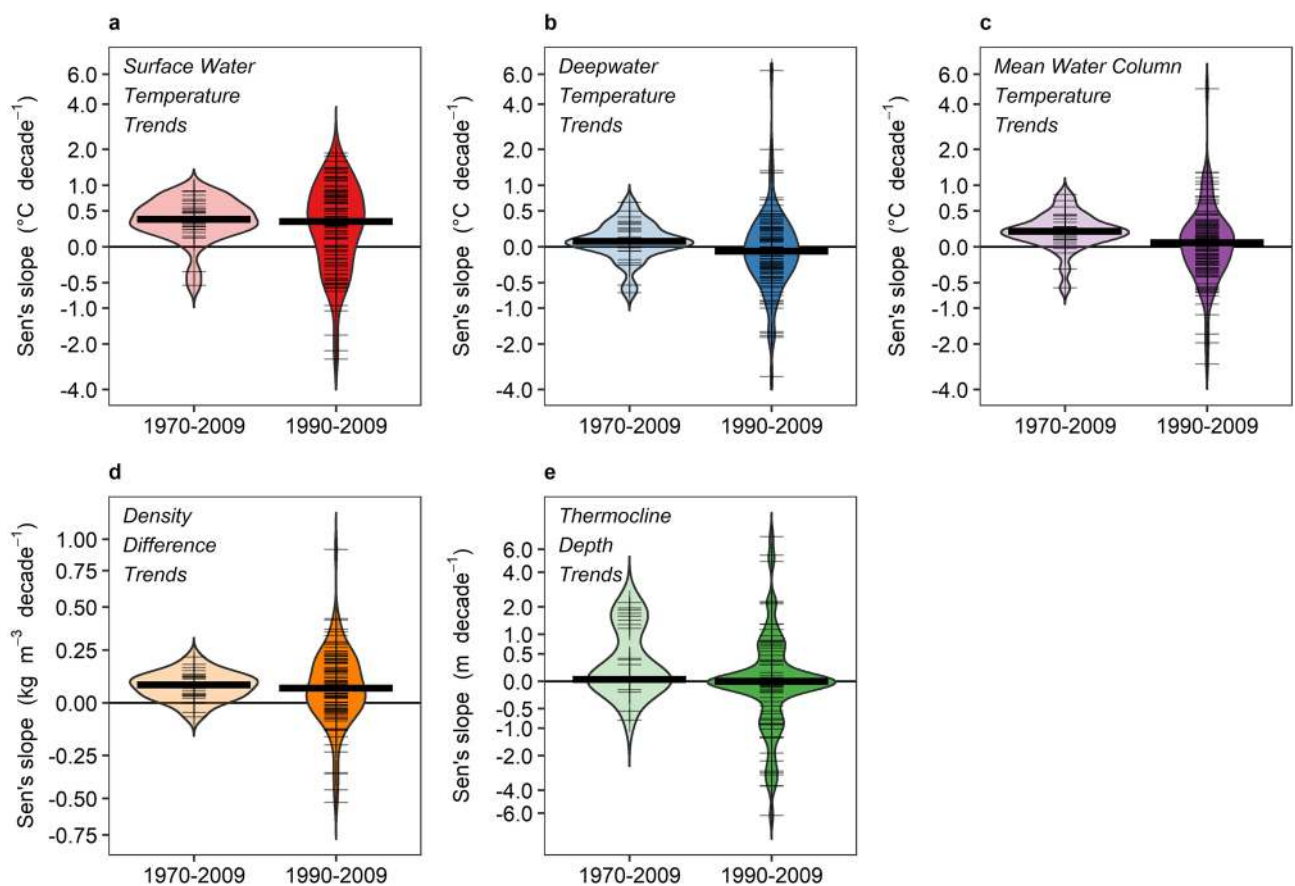 a
Surface Water
Temperature
Trends
Sen's slope (°C decade⁻¹)
6.0
4.0
2.0
1.0
0.5
0.0
-0.5
-1.0
-2.0
-4.0
1970-2009 1990-2009
b
Deepwater
Temperature
Trends
Sen's slope (°C decade⁻¹)
6.0
4.0
2.0
1.0
0.5
0.0
-0.5
-1.0
-2.0
-4.0
1970-2009 1990-2009
c
Mean Water Column
Temperature
Trends
Sen's slope (°C decade⁻¹)
6.0
4.0
2.0
1.0
0.5
0.0
-0.5
-1.0
-2.0
-4.0
1970-2009 1990-2009
d
Density
Difference
Trends
Sen's slope (kg m⁻³ decade⁻¹)
1.00
0.75
0.50
0.25
0.00
-0.25
-0.50
-0.75
1970-2009 1990-2009
e
Thermocline
Depth
Trends
Sen's slope (m decade⁻¹)
6.0
4.0
2.0
1.0
0.5
0.0
-0.5
-1.0
-2.0
-4.0
-6.0
1970-2009 1990-2009